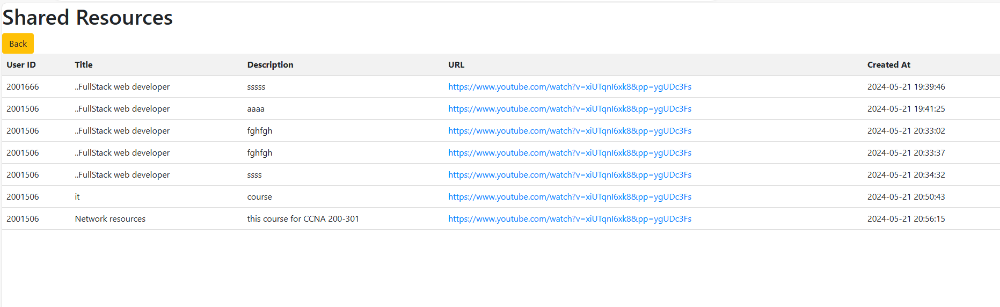 Shared Resources
Back
User ID Title Description URL Created At
2001666 ..FullStack web developer sssss https://www.youtube.com/watch?v=xiUTqnI6xk8&pp=ygUDc3Fs 2024-05-21 19:39:46
2001506 ..FullStack web developer aaaa https://www.youtube.com/watch?v=xiUTqnI6xk8&pp=ygUDc3Fs 2024-05-21 19:41:25
2001506 ..FullStack web developer fghfgh https://www.youtube.com/watch?v=xiUTqnI6xk8&pp=ygUDc3Fs 2024-05-21 20:33:02
2001506 ..FullStack web developer fghfgh https://www.youtube.com/watch?v=xiUTqnI6xk8&pp=ygUDc3Fs 2024-05-21 20:33:37
2001506 ..FullStack web developer ssss https://www.youtube.com/watch?v=xiUTqnI6xk8&pp=ygUDc3Fs 2024-05-21 20:34:32
2001506 it course https://www.youtube.com/watch?v=xiUTqnI6xk8&pp=ygUDc3Fs 2024-05-21 20:50:43
2001506 Network resources this course for CCNA 200-301 https://www.youtube.com/watch?v=xiUTqnI6xk8&pp=ygUDc3Fs 2024-05-21 20:56:15